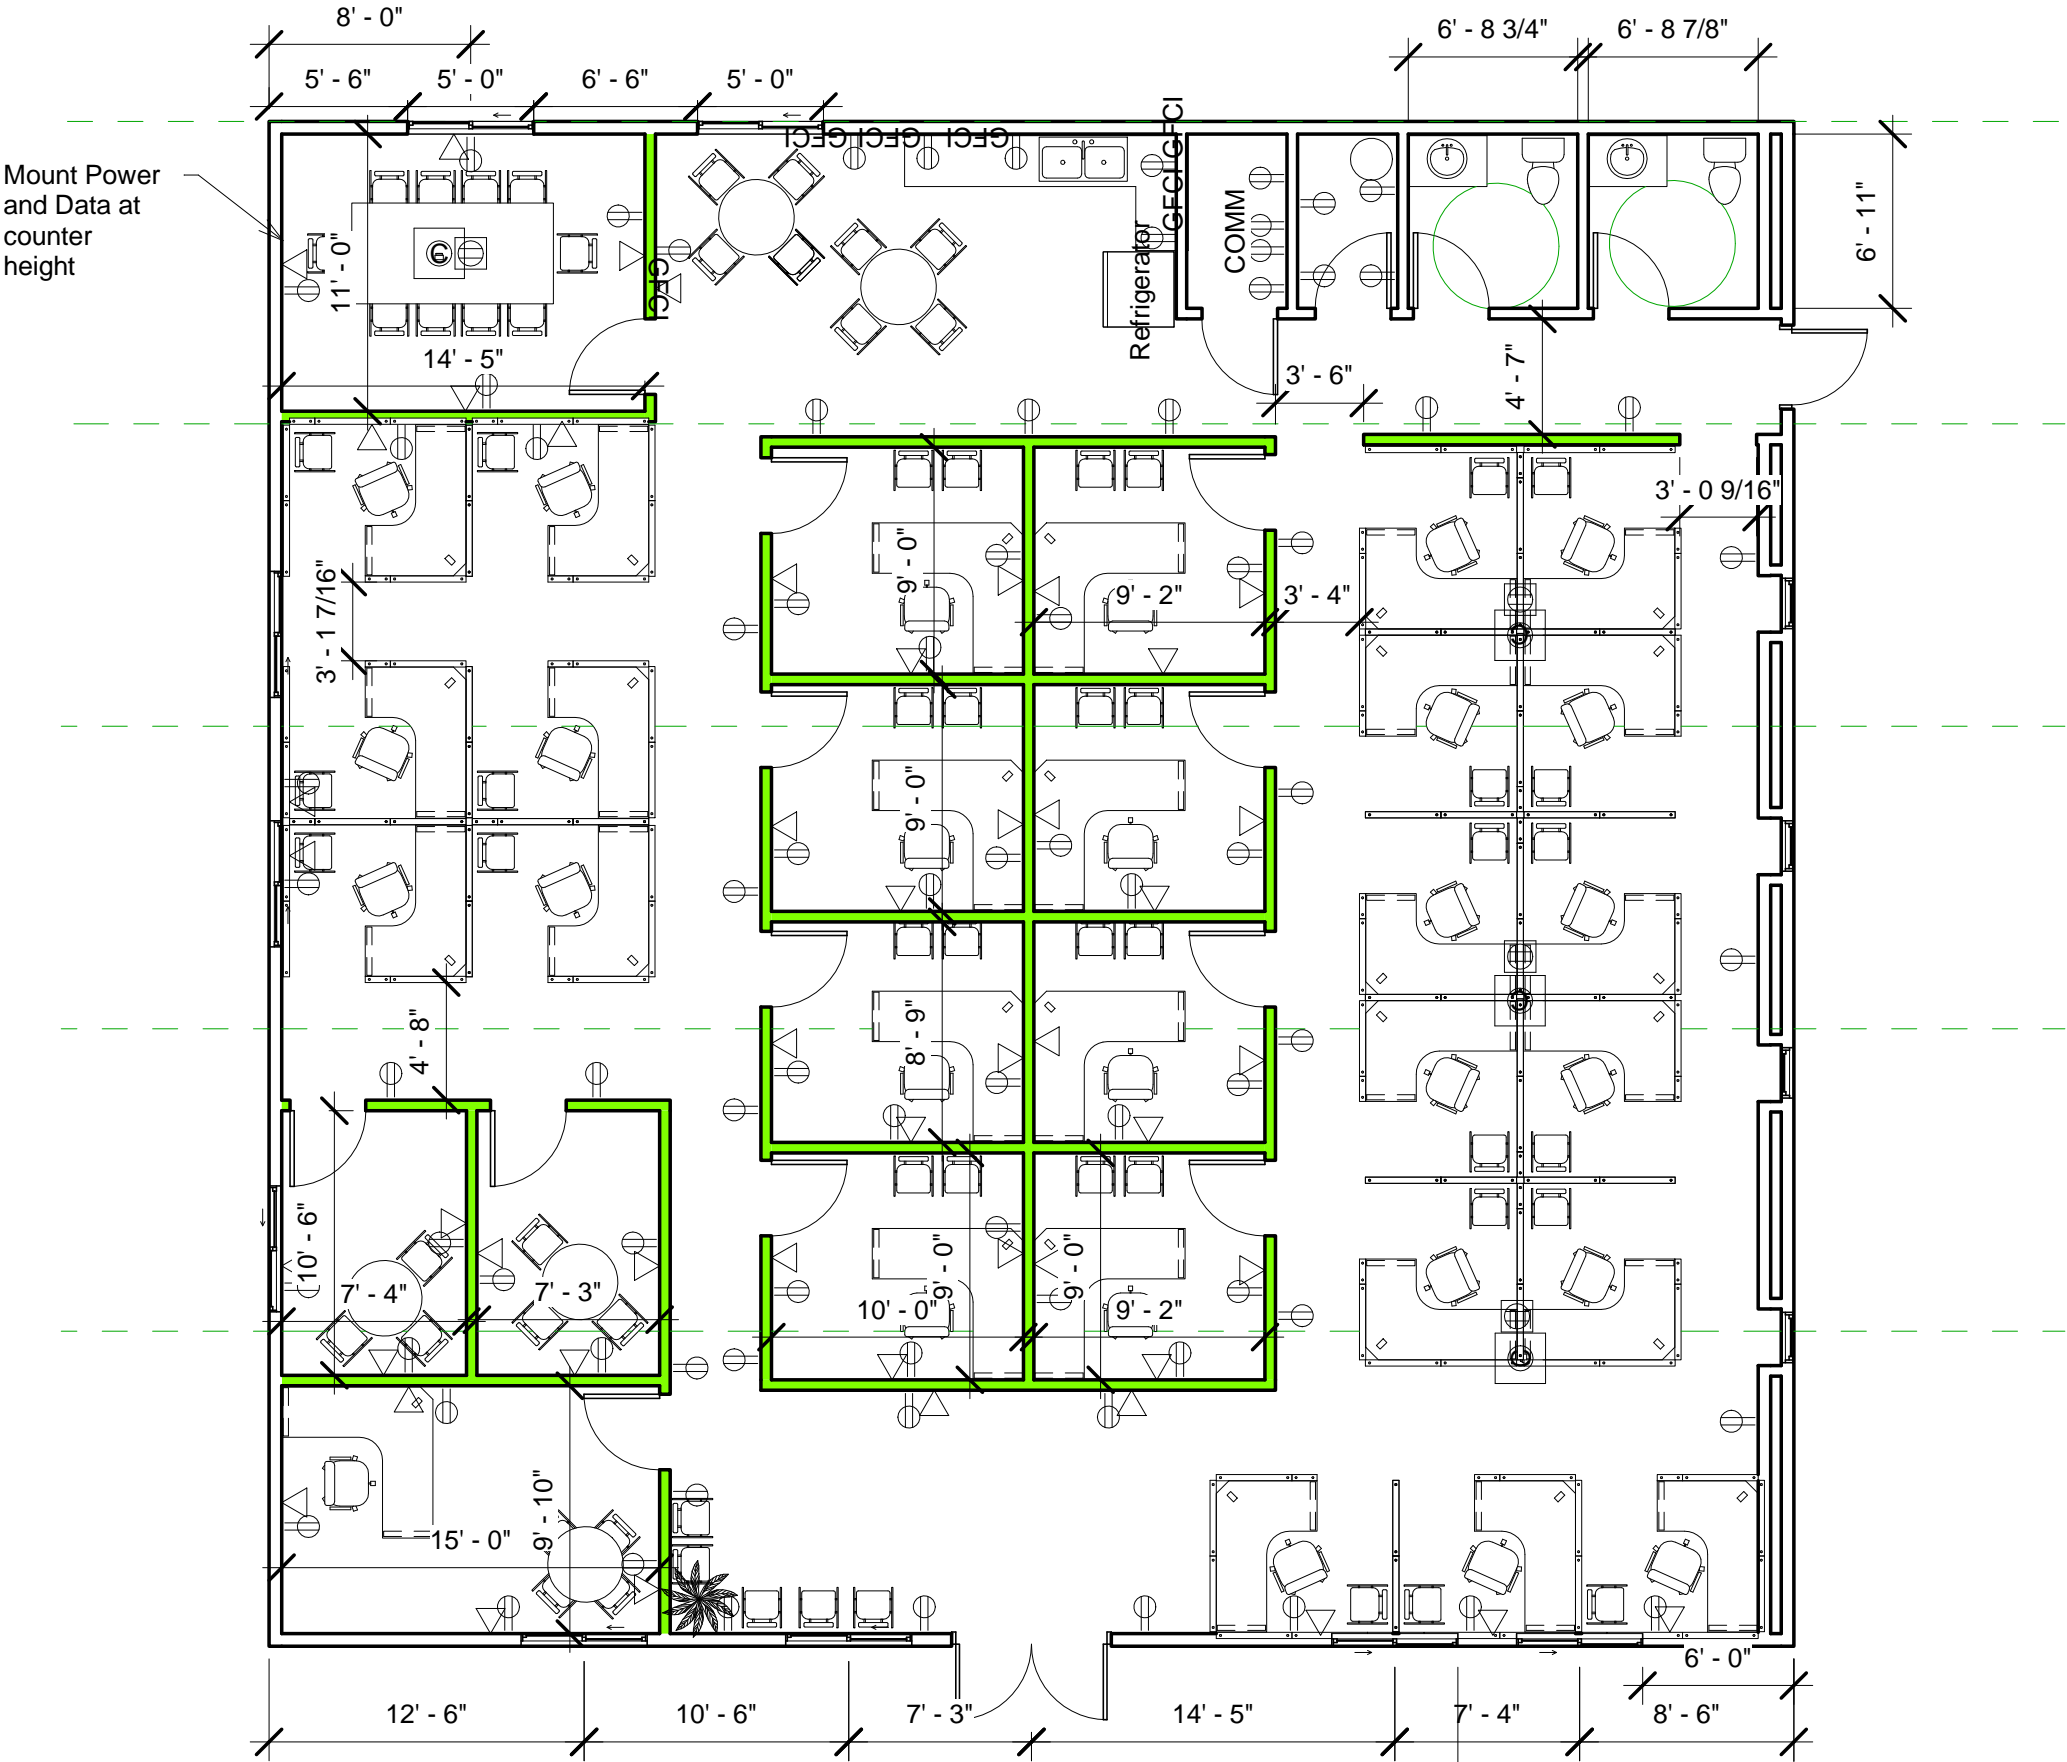 8' - 0"
6' - 8 3/4"
6' - 8 7/8"
5' - 6"
5' - 0"
6' - 6"
5' - 0"
GFCI
GFCI
GFCI
GFCI
GFCI
Mount Power
and Data at
counter
height
11' - 0"
COMM
6' - 11"
GFCI
Refrigerator
14' - 5"
3' - 6"
4' - 7"
3' - 0 9/16"
9' - 0"
3' - 1 7/16"
9' - 2"
3' - 4"
9' - 0"
4' - 8"
8' - 9"
10' - 6"
7' - 4"
7' - 3"
9' - 0"
9' - 0"
10' - 0"
9' - 2"
9' - 10"
15' - 0"
6' - 0"
12' - 6"
10' - 6"
7' - 3"
14' - 5"
7' - 4"
8' - 6"